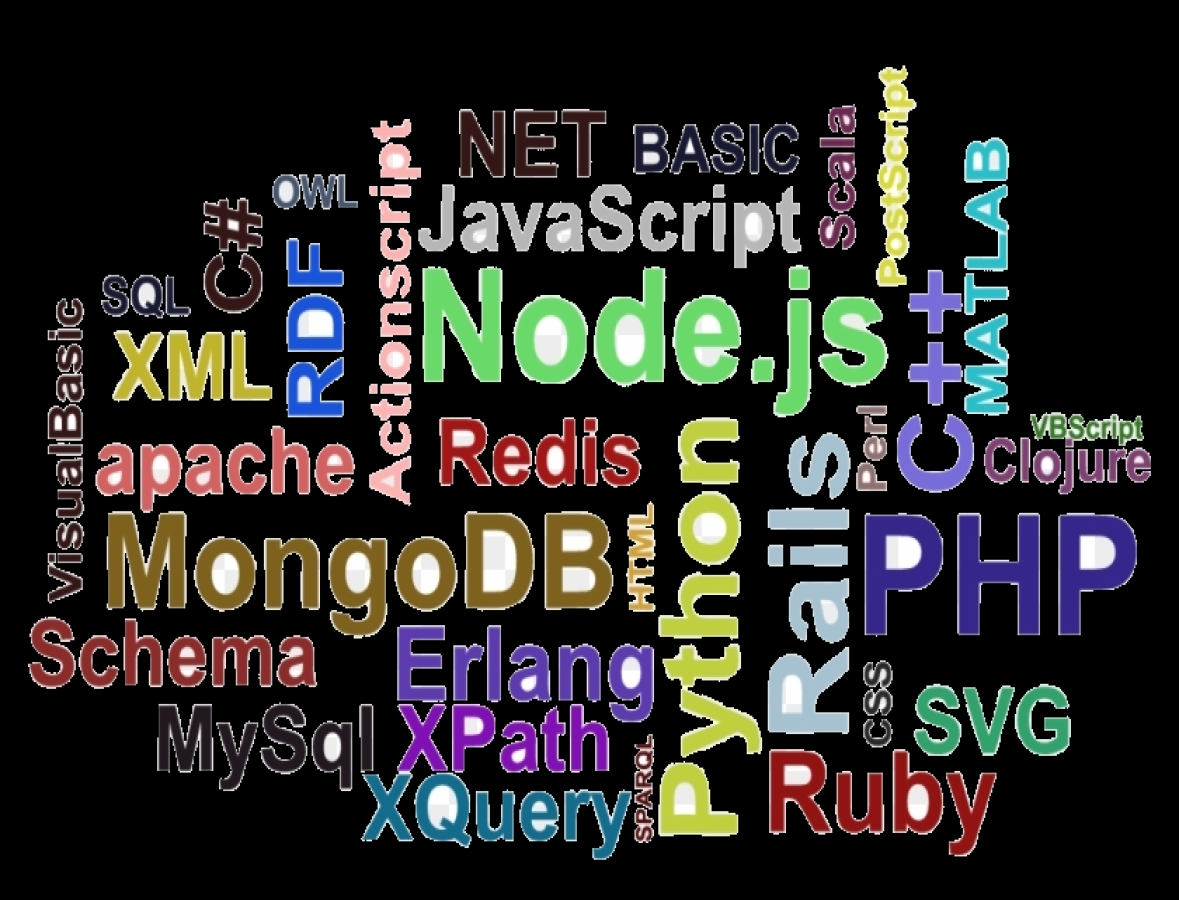 PostScript
NET
BASIC
Scala
Actionscript
OWL
JavaScript
MATLAB
C#
RDF
SQL
Node.js
C++
VisualBasic
XML
Perl
VBScript
apache
Redis
Python
Rails
Clojure
MongoDB
HTML
PHP
Schema
Erlang
CSS
SVG
MySql
XPath
SPARQL
Ruby
XQuery